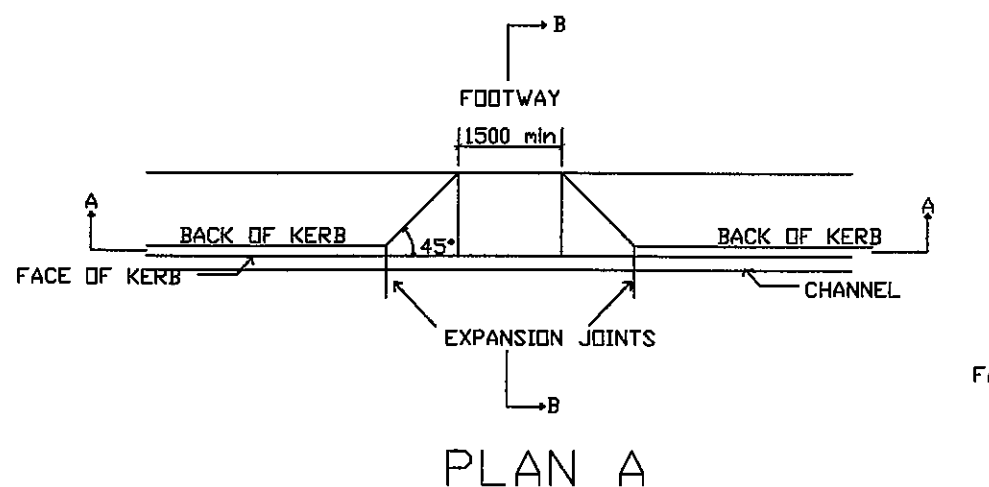 B
FOOTWAY
1500 min
A
A
BACK OF KERB
45°
BACK OF KERB
FACE OF KERB
CHANNEL
EXPANSION JOINTS
B
PLAN A